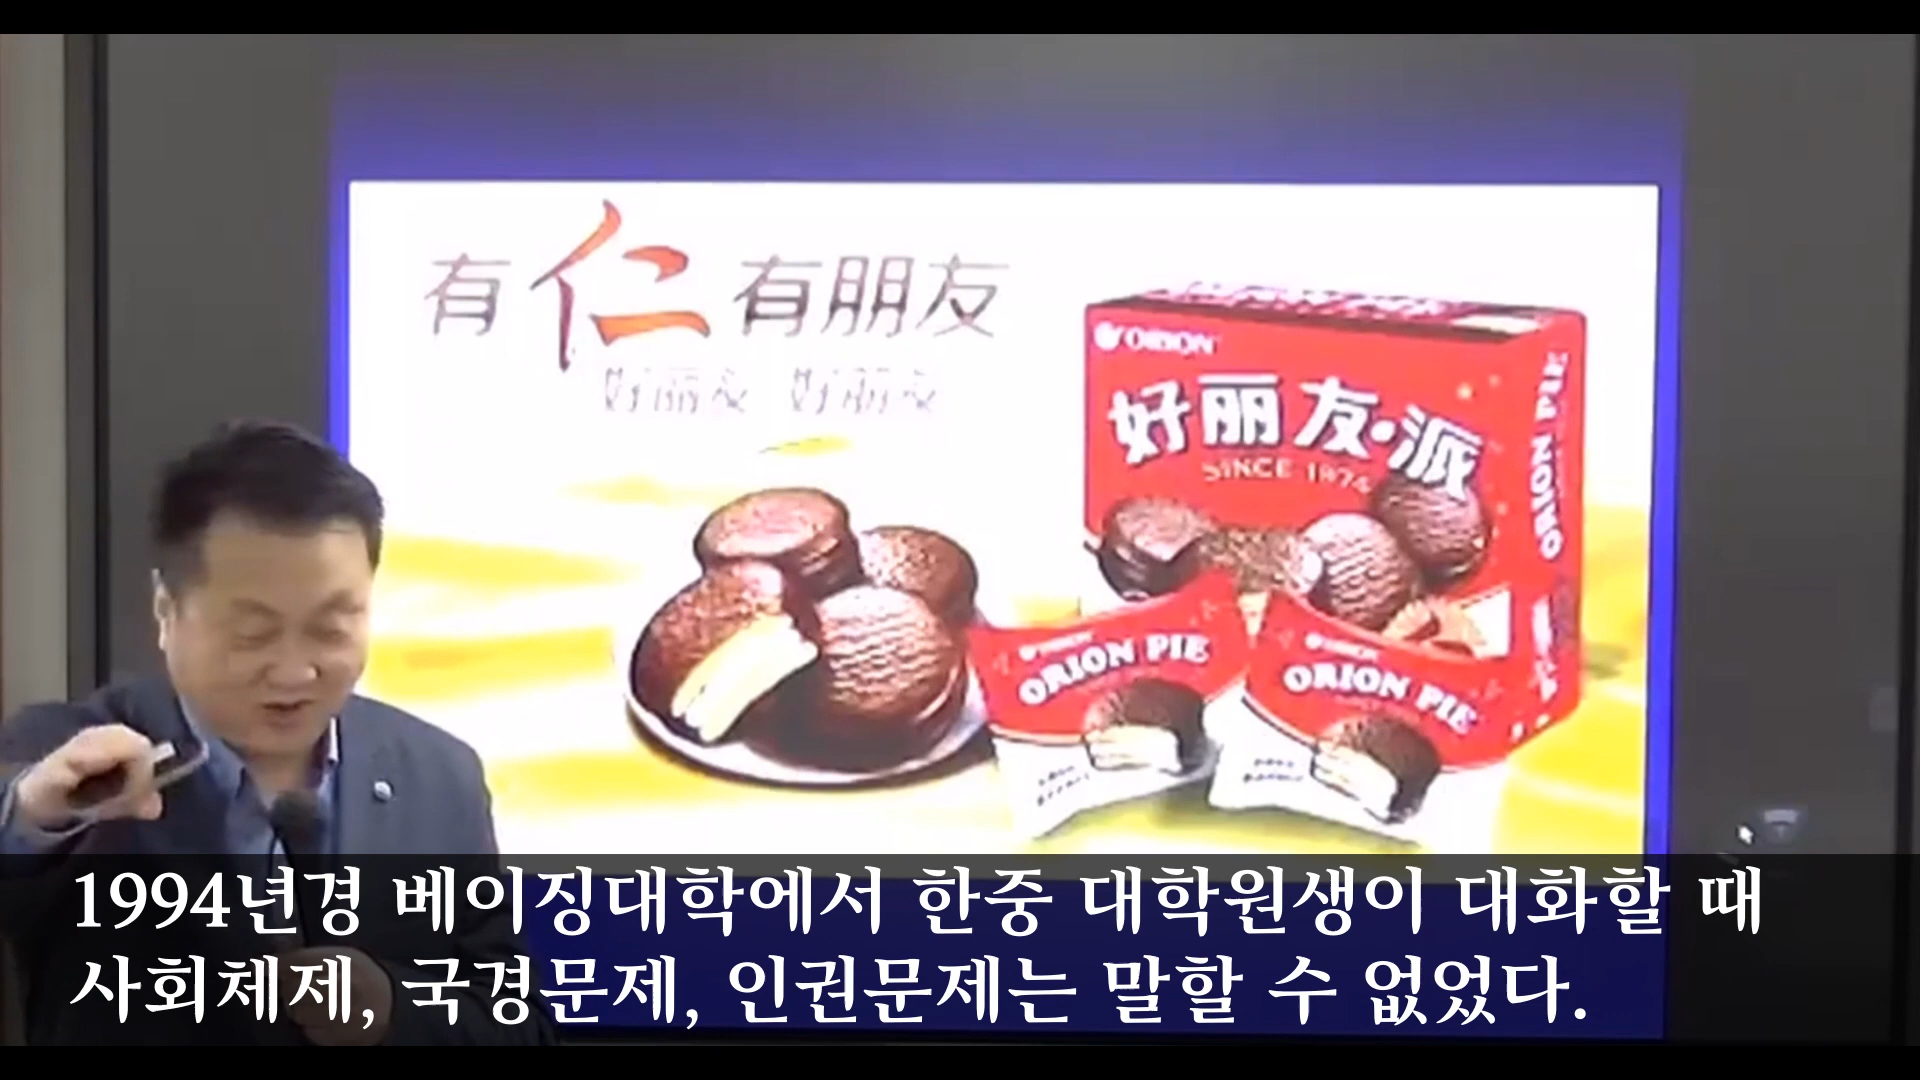 有仁有朋友
好丽友 好朋友
ORION
好丽友·派
SINCE 1974
ORION PIE
ORION
ORION PIE
ORION
ORION PIE
1994년경 베이징대학에서 한중 대학원생이 대화할 때
사회체제, 국경문제, 인권문제는 말할 수 없었다.